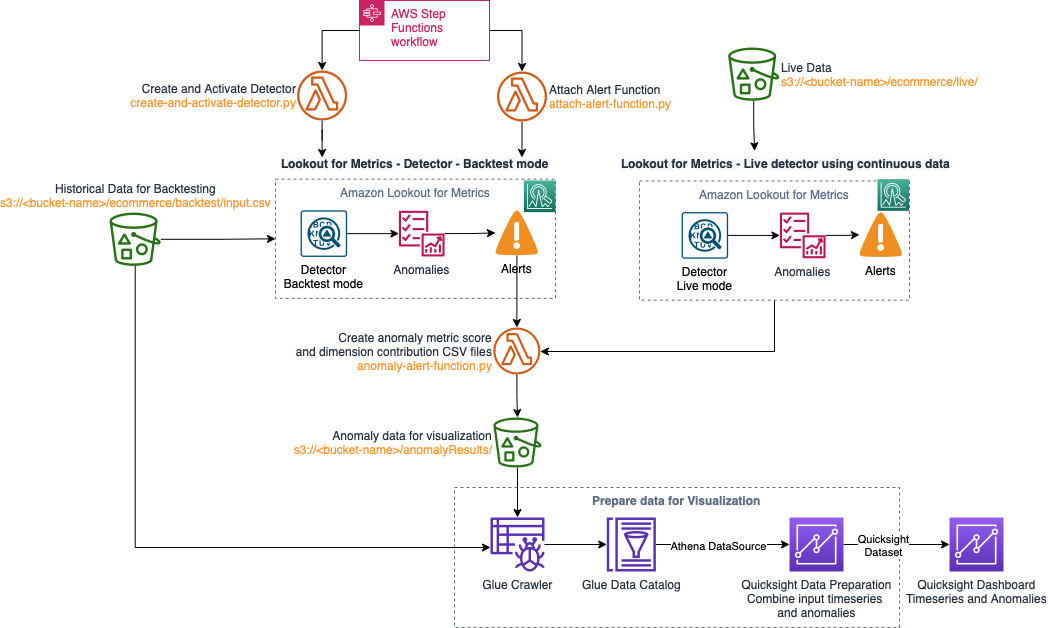 AWS Step
Functions
workflow
Create and Activate Detector
create-and-activate-detector.py
Attach Alert Function
attach-alert-function.py
Live Data
s3://<bucket-name>/ecommerce/live/
Lookout for Metrics - Detector - Backtest mode
Lookout for Metrics - Live detector using continuous data
Historical Data for Backtesting
s3://<bucket-name>/ecommerce/backtest/input.csv
Amazon Lookout for Metrics
Detector
Backtest mode
Anomalies
Alerts
Amazon Lookout for Metrics
Detector
Live mode
Anomalies
Alerts
Create anomaly metric score
and dimension contribution CSV files
anomaly-alert-function.py
Anomaly data for visualization
s3://<bucket-name>/anomalyResults/
Prepare data for Visualization
Glue Crawler
Glue Data Catalog
Athena DataSource
Quicksight Data Preparation
Combine input timeseries
and anomalies
Quicksight
Dataset
Quicksight Dashboard
Timeseries and Anomalies